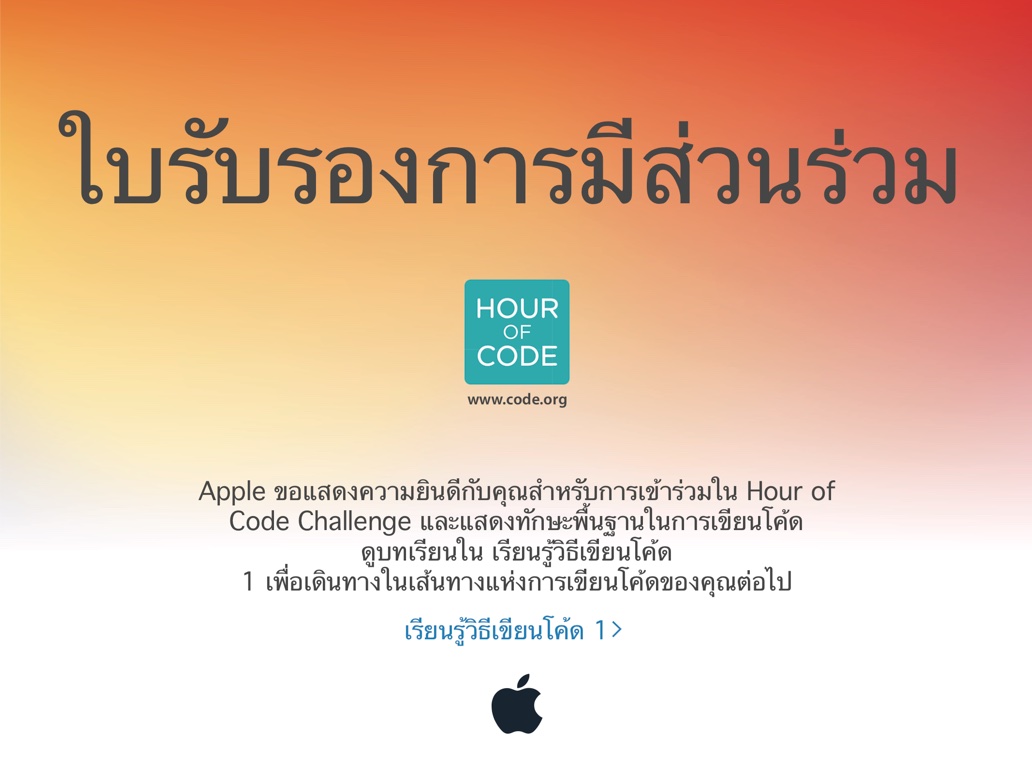 ใบรับรองการมีส่วนร่วม
HOUR
OF
CODE
www.code.org
Apple ขอแสดงความยินดีกับคุณสำหรับการเข้าร่วมใน Hour of
Code Challenge และแสดงทักษะพื้นฐานในการเขียนโค้ด
ดูบทเรียนใน เรียนรู้วิธีเขียนโค้ด
1 เพื่อเดินทางในเส้นทางแห่งการเขียนโค้ดของคุณต่อไป
เรียนรู้วิธีเขียนโค้ด 1 >